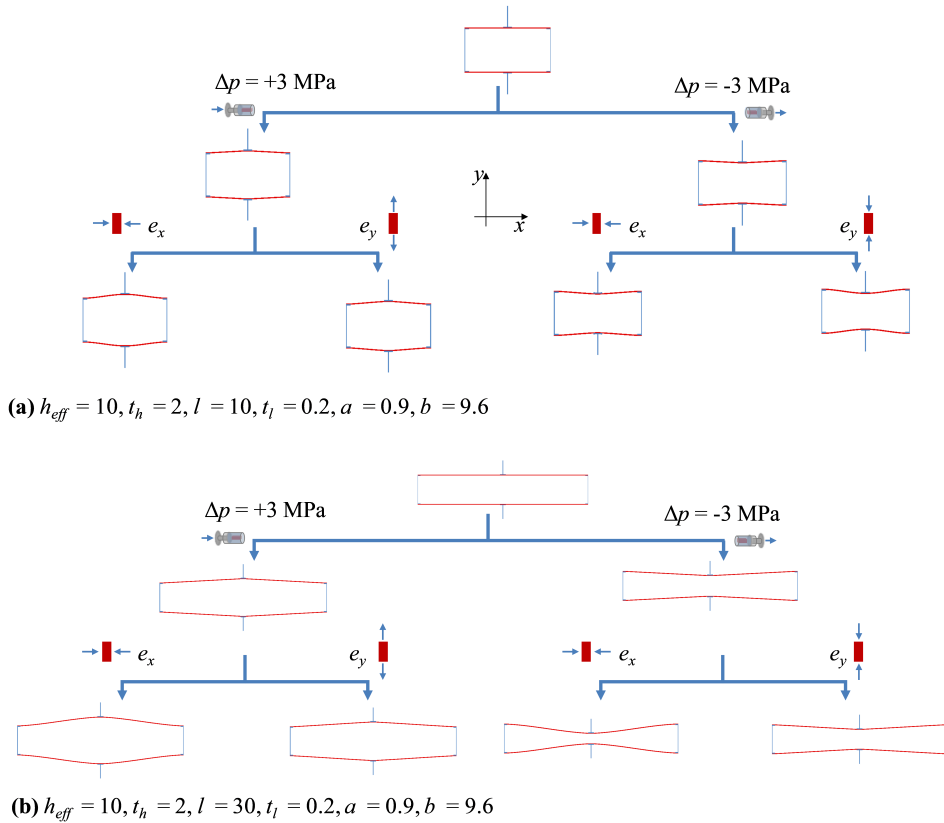 Δp = +3 MPa
Δp = -3 MPa
y
x
e_x
e_y
e_x
e_y
(a) h_eff = 10, t_h = 2, l = 10, t_l = 0.2, a = 0.9, b = 9.6
Δp = +3 MPa
Δp = -3 MPa
e_x
e_y
e_x
e_y
(b) h_eff = 10, t_h = 2, l = 30, t_l = 0.2, a = 0.9, b = 9.6